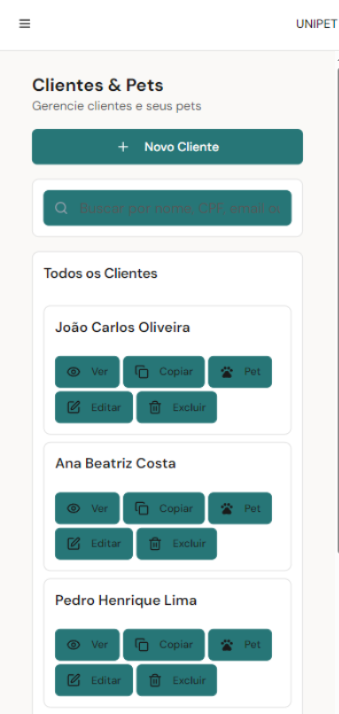 UNIPET
Clientes & Pets
Gerencie clientes e seus pets
+ Novo Cliente
Buscar por nome, CPF, email
Todos os Clientes
João Carlos Oliveira
Ver Copiar Pet
Editar Excluir
Ana Beatriz Costa
Ver Copiar Pet
Editar Excluir
Pedro Henrique Lima
Ver Copiar Pet
Editar Excluir